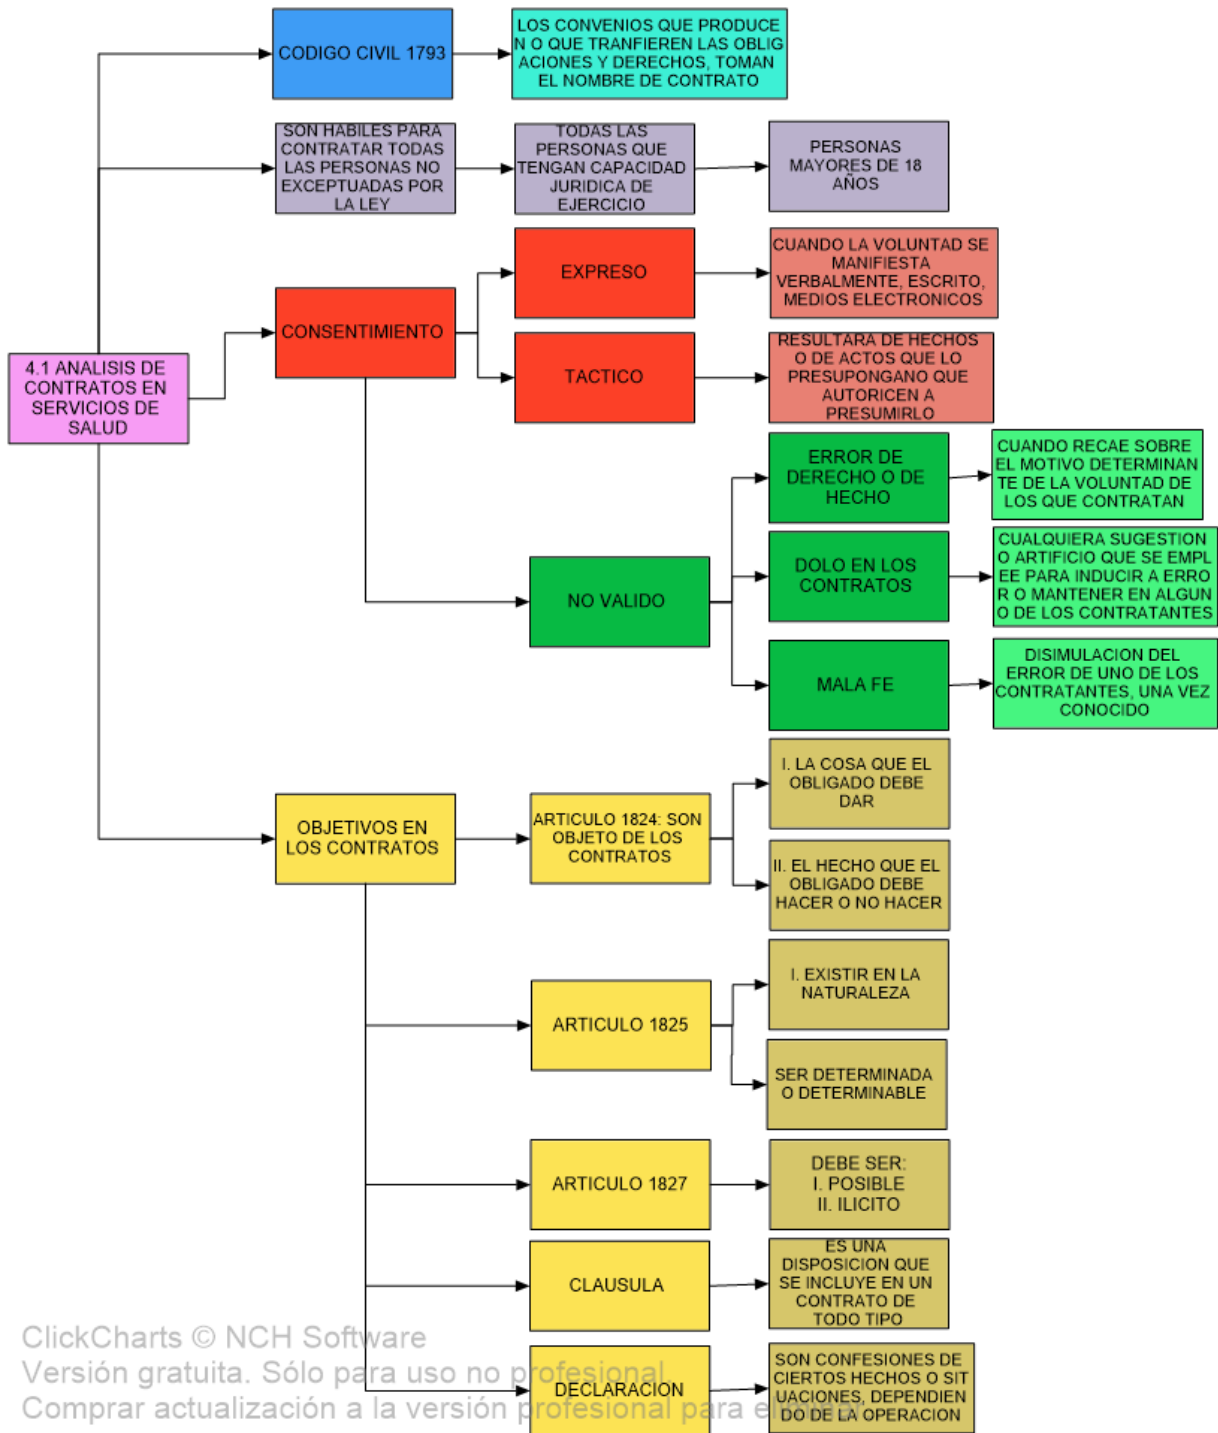 CODIGO CIVIL 1793
LOS CONVENIOS QUE PRODUCE
N O QUE TRANFIEREN LAS OBLIG
ACIONES Y DERECHOS, TOMAN
EL NOMBRE DE CONTRATO
SON HABILES PARA
CONTRATAR TODAS
LAS PERSONAS NO
EXCEPTUADAS POR
LA LEY
TODAS LAS
PERSONAS QUE
TENGAN CAPACIDAD
JURIDICA DE
EJERCICIO
PERSONAS
MAYORES DE 18
AÑOS
4.1 ANALISIS DE
CONTRATOS EN
SERVICIOS DE
SALUD
CONSENTIMIENTO
EXPRESO
CUANDO LA VOLUNTAD SE
MANIFIESTA
VERBALMENTE, ESCRITO,
MEDIOS ELECTRONICOS
TACTICO
RESULTARA DE HECHOS
O DE ACTOS QUE LO
PRESUPONGANO QUE
AUTORICEN A
PRESUMIRLO
NO VALIDO
ERROR DE
DERECHO O DE
HECHO
CUANDO RECAE SOBRE
EL MOTIVO DETERMINAN
TE DE LA VOLUNTAD DE
LOS QUE CONTRATAN
DOLO EN LOS
CONTRATOS
CUALQUIERA SUGESTION
O ARTIFICIO QUE SE EMPL
EE PARA INDUCIR A ERRO
R O MANTENER EN ALGUN
O DE LOS CONTRATANTES
MALA FE
DISIMULACION DEL
ERROR DE UNO DE LOS
CONTRATANTES, UNA VEZ
CONOCIDO
OBJETIVOS EN
LOS CONTRATOS
ARTICULO 1824: SON
OBJETO DE LOS
CONTRATOS
I. LA COSA QUE EL
OBLIGADO DEBE
DAR
II. EL HECHO QUE EL
OBLIGADO DEBE
HACER O NO HACER
ARTICULO 1825
I. EXISTIR EN LA
NATURALEZA
SER DETERMINADA
O DETERMINABLE
ARTICULO 1827
DEBE SER:
I. POSIBLE
II. ILICITO
CLAUSULA
ES UNA
DISPOSICION QUE
SE INCLUYE EN UN
CONTRATO DE
TODO TIPO
DECLARACION
SON CONFESIONES DE
CIERTOS HECHOS O SIT
UACIONES, DEPENDIEN
DO DE LA OPERACION
ClickCharts © NCH Software
Versión gratuita. Sólo para uso no profesional.
Comprar actualización a la versión profesional para eliminar.